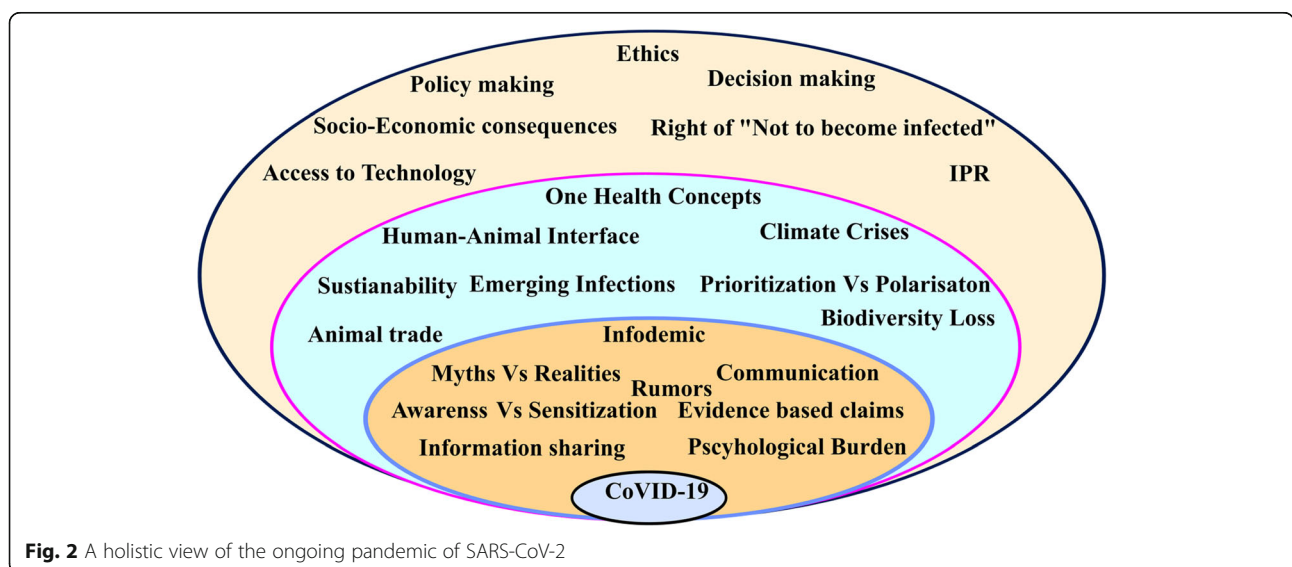 Ethics
Policy making Decision making
Socio-Economic consequences Right of "Not to become infected"
Access to Technology IPR
One Health Concepts
Human-Animal Interface Climate Crises
Sustianability Emerging Infections Prioritization Vs Polarisaton
Animal trade Biodiversity Loss
Infodemic
Myths Vs Realities Communication
Rumors
Awarenss Vs Sensitization Evidence based claims
Information sharing Pscyhological Burden
CoVID-19
Fig. 2 A holistic view of the ongoing pandemic of SARS-CoV-2